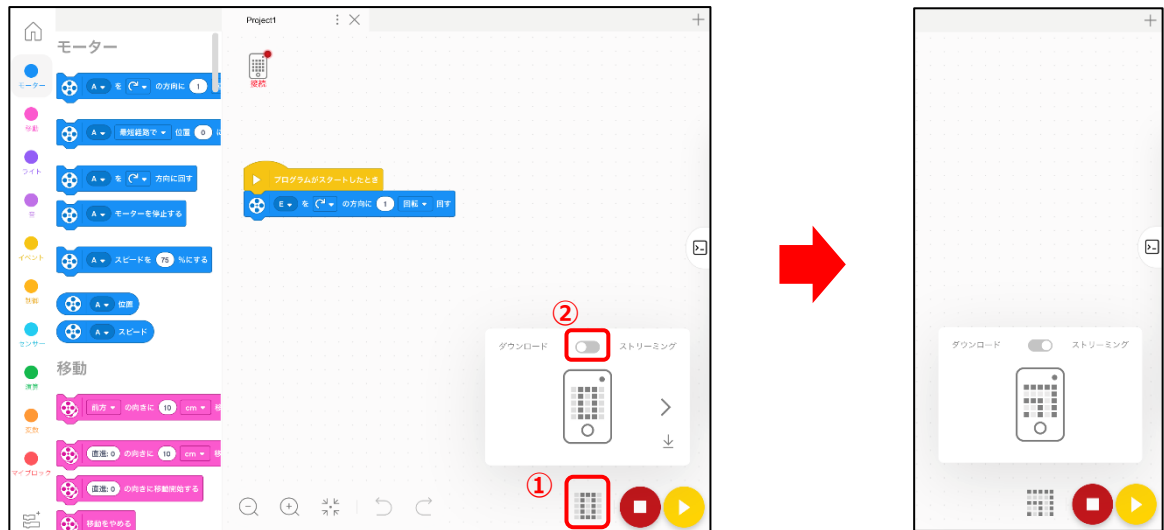 Project1
モーター
モーター
A を の方向に 1
接続
移動
A 最短経路で 位置 0 に
ライト
A を 方向に回す
プログラムがスタートしたとき
音
A モーターを停止する
E を の方向に 1 回転 回す
イベント
A スピードを 75 %にする
制御
A 位置
②
センサー
A スピード
ダウンロード ストリーミング
ダウンロード ストリーミング
移動
演算
前方 の向きに 10 cm 移
変数
直進: 0 の向きに 10 cm 移
マイブロック
①
直進: 0 の向きに移動開始する
移動をやめる